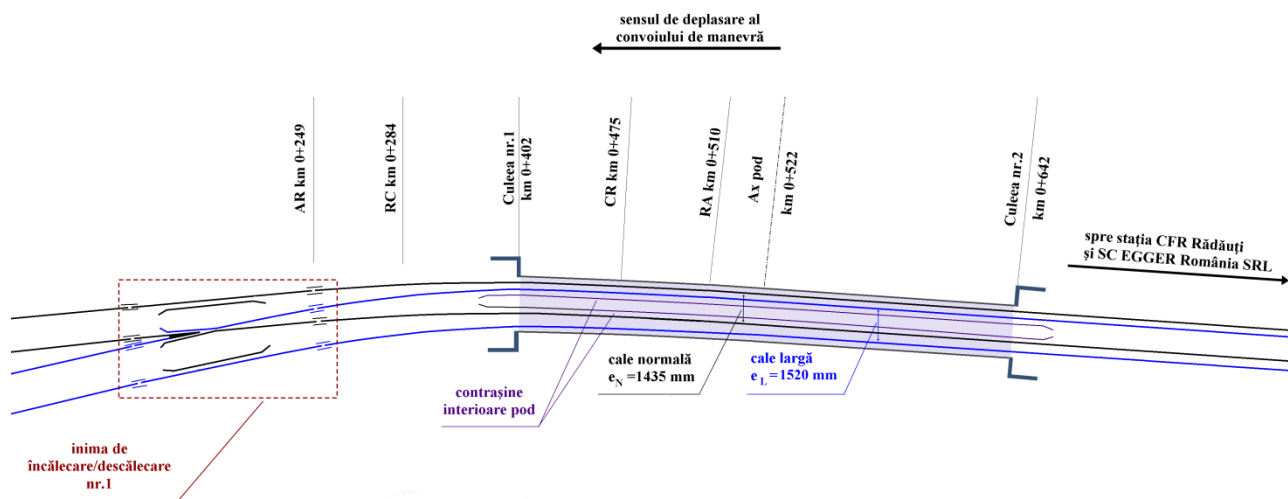 sensul de deplasare al
convoiului de manevră
AR km 0+249
RC km 0+284
Culeea nr.1
km 0+402
CR km 0+475
RA km 0+510
Ax pod
km 0+522
Culeea nr.2
km 0+642
spre stația CFR Rădăuți
și SC EGGER România SRL
cale normală
e N =1435 mm
cale largă
e L =1520 mm
contrașine
interioare pod
inima de
încălecare/descălecare
nr.1